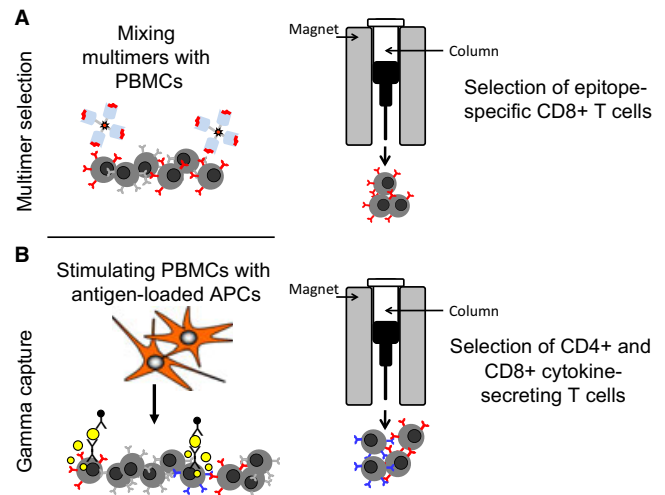 A
Multimer selection
Mixing
multimers with
PBMCs
Magnet
Column
Selection of epitope-
specific CD8+ T cells
B
Gamma capture
Stimulating PBMCs with
antigen-loaded APCs
Magnet
Column
Selection of CD4+ and
CD8+ cytokine-
secreting T cells